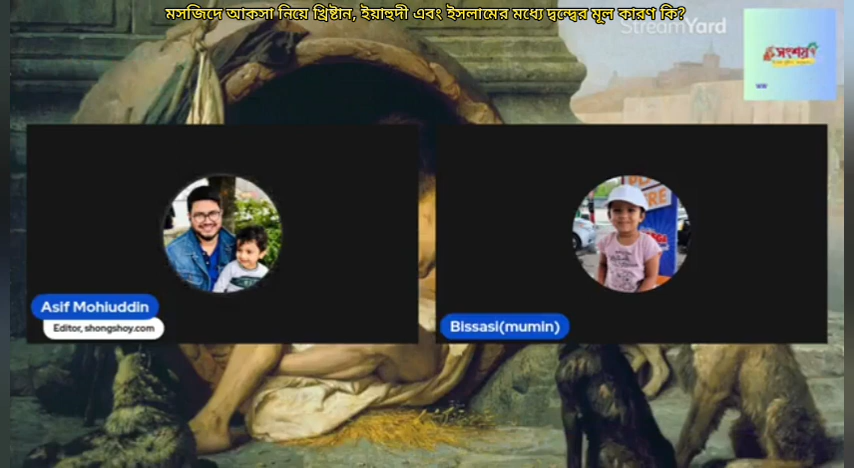 মসজিদে আকসা নিয়ে খ্রিষ্টান, ইয়াহুদী এবং ইসলামের মধ্যে দ্বন্দ্বের মূল কারণ কি?
StreamYard
সংশয়
Asif Mohiuddin
Editor, shongshoy.com
Bissasi(mumin)